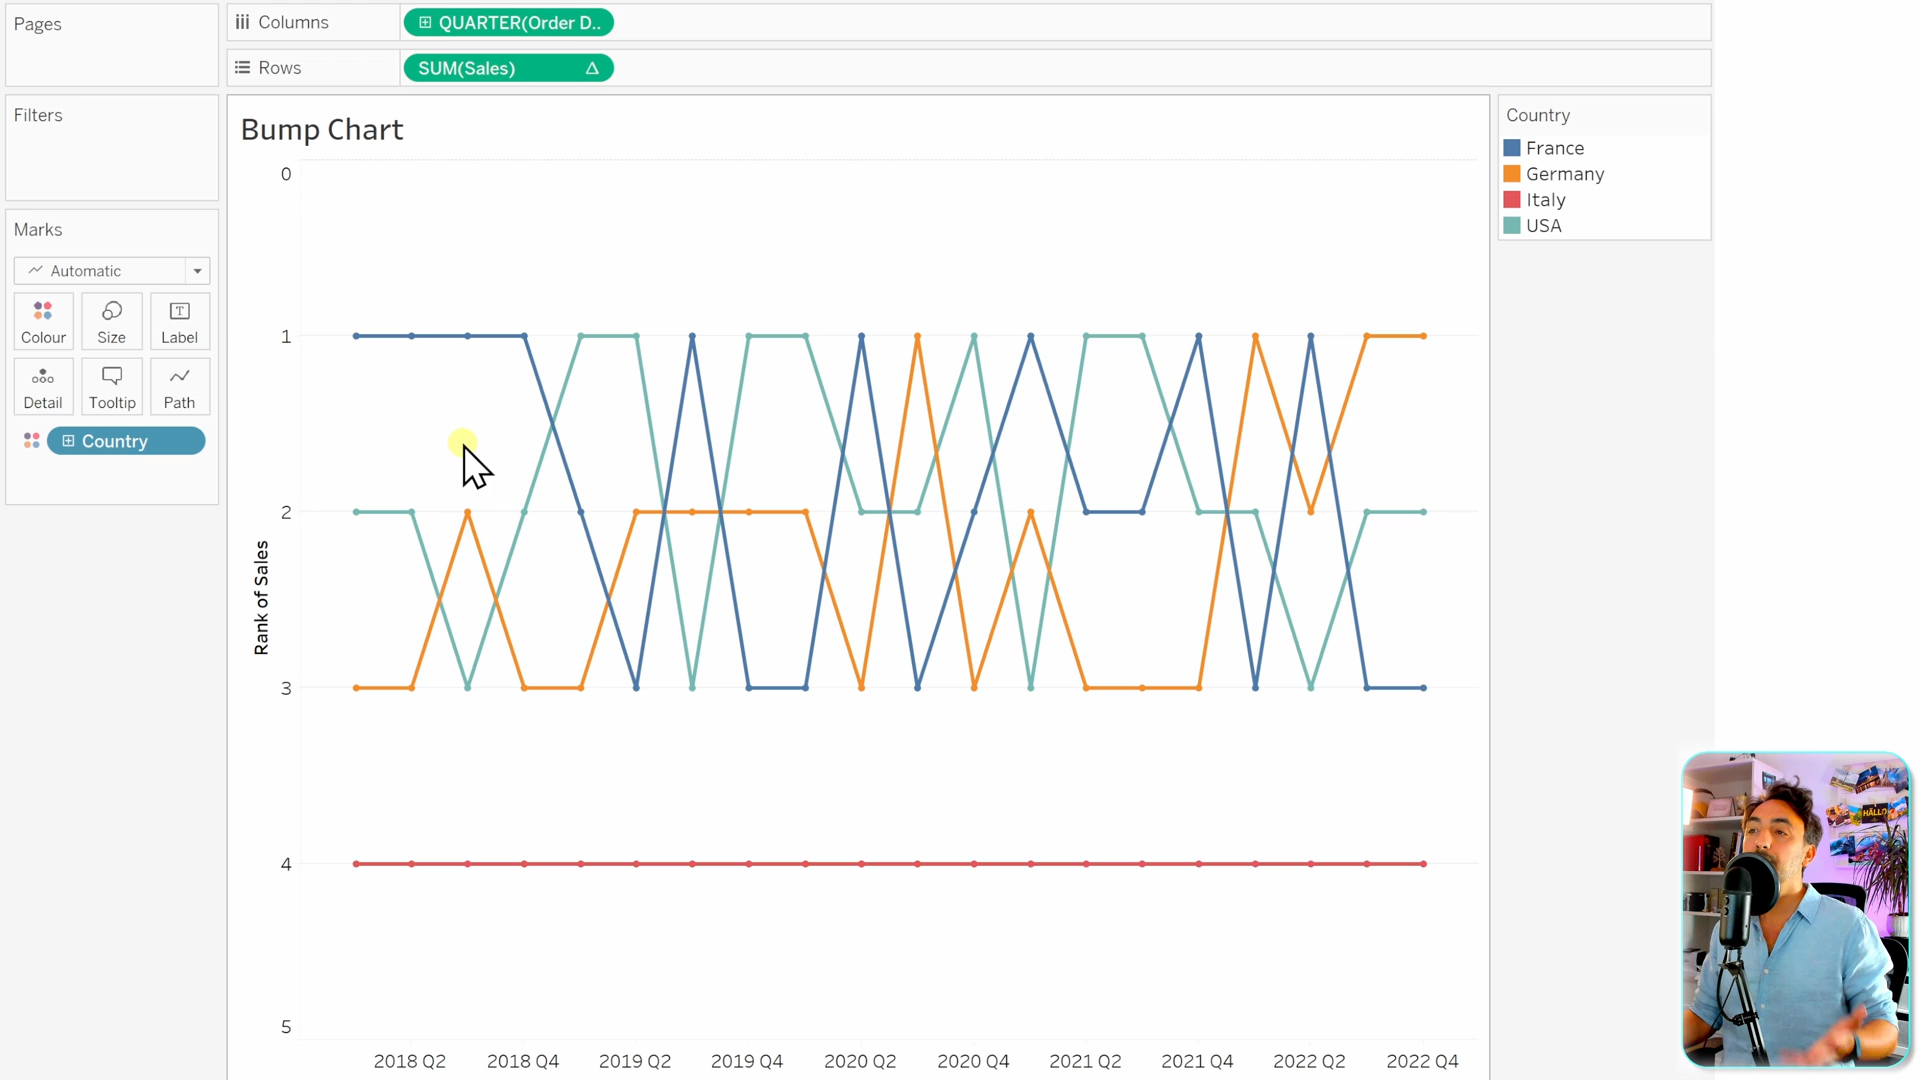 Pages
Columns
QUARTER(Order D..
Rows
SUM(Sales)
Filters
Marks
Automatic
Colour
Size
Label
Detail
Tooltip
Path
Country
Bump Chart
0
1
2
3
4
5
Rank of Sales
2018 Q2
2018 Q4
2019 Q2
2019 Q4
2020 Q2
2020 Q4
2021 Q2
2021 Q4
2022 Q2
2022 Q4
Country
France
Germany
Italy
USA
HALLO